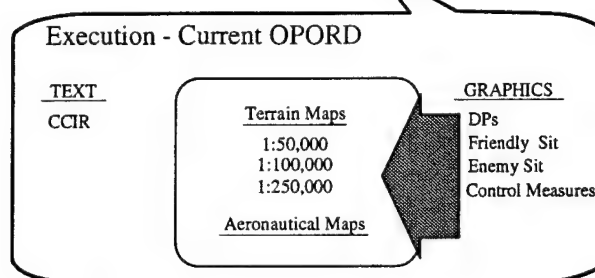 Execution - Current OPORD
TEXT
CCIR
Terrain Maps
1:50,000
1:100,000
1:250,000
Aeronautical Maps
GRAPHICS
DPs
Friendly Sit
Enemy Sit
Control Measures